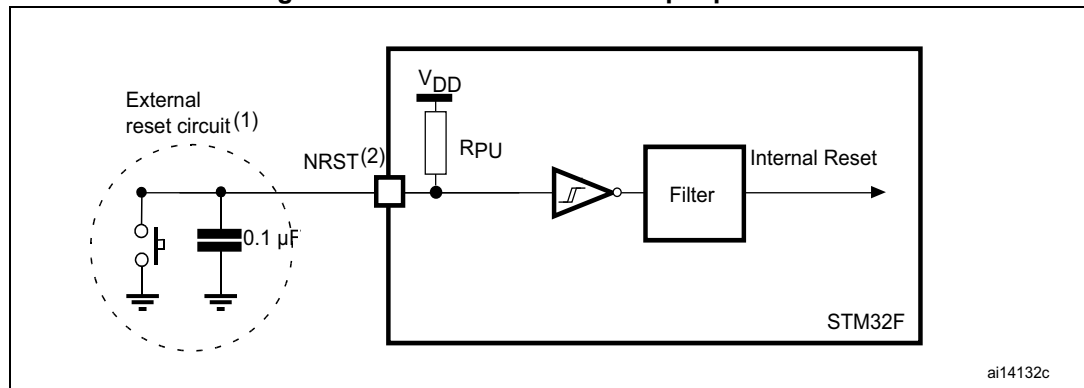 VDD
External
reset circuit(1)
NRST(2)
RPU
Internal Reset
Filter
0.1 µF
STM32F
ai14132c